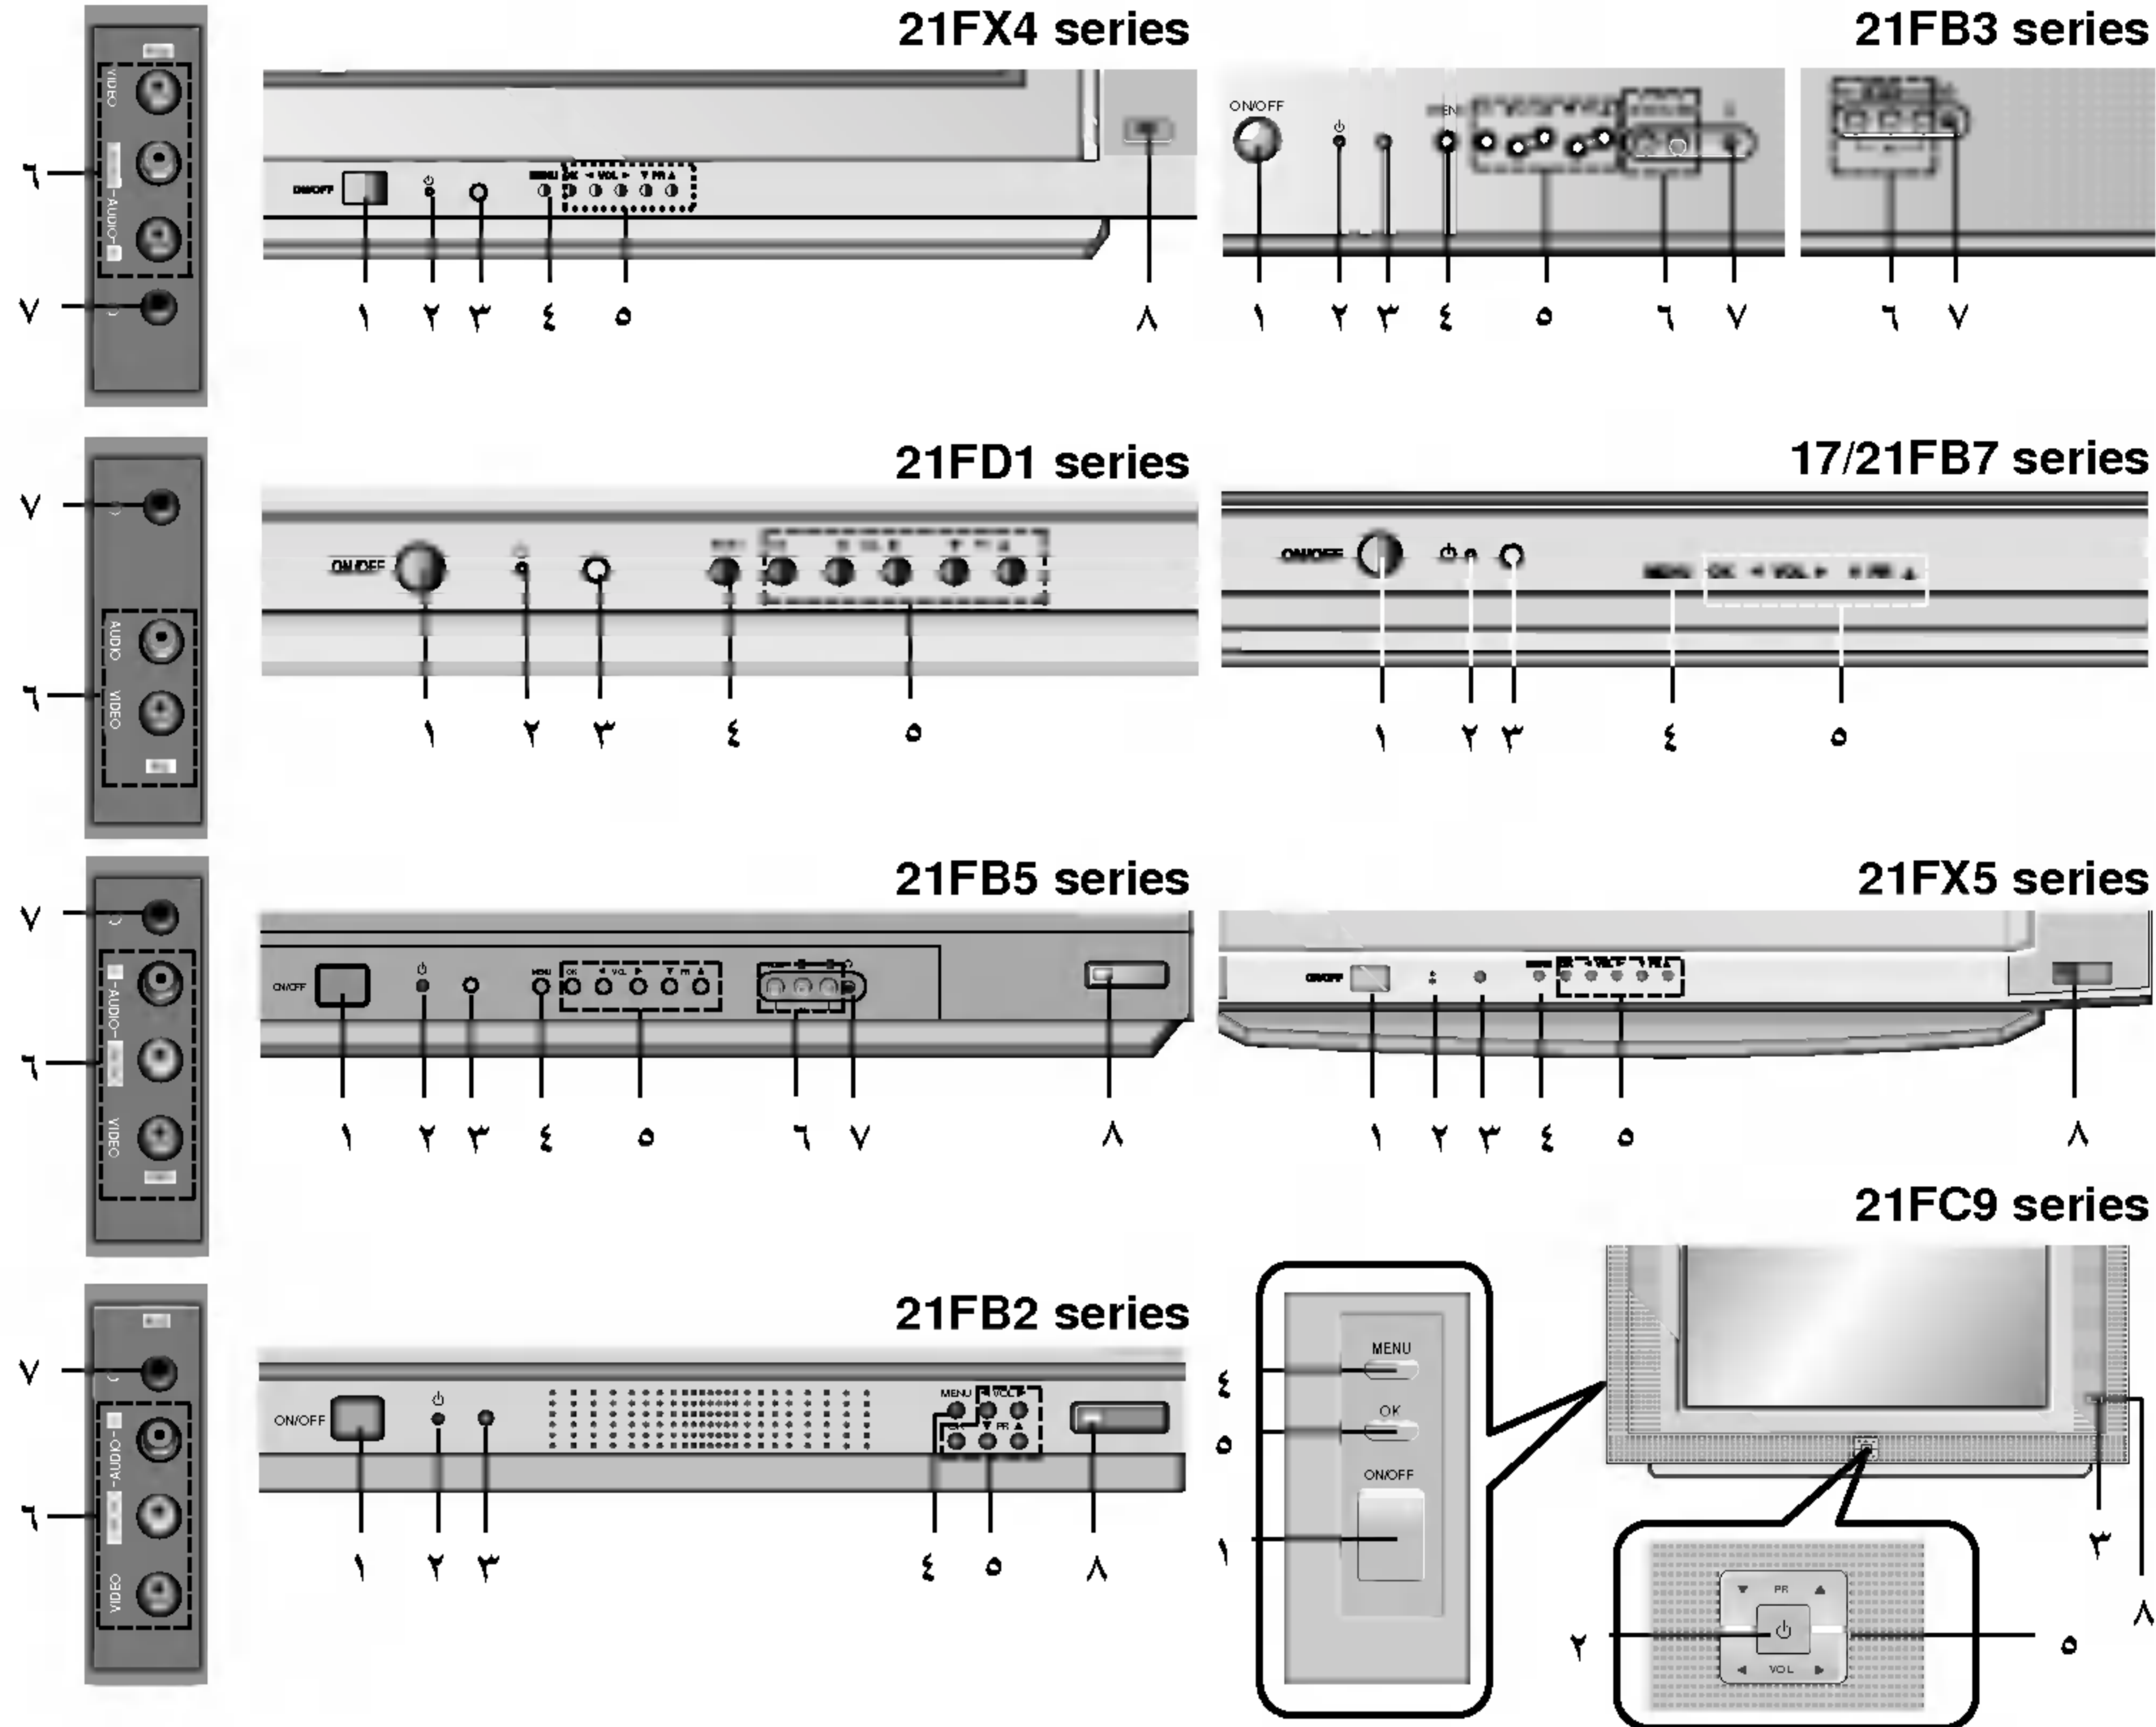 21FX4 series
VIDEO
AUDIO
ON/OFF
MENU OK ◄ VOL ► ▼ PR ▲
٦
٧
١ ٢ ٣ ٤ ٥ ٨
21FB3 series
ON/OFF
١ ٢ ٣ ٤ ٥ ٦ ٧
٦ ٧
21FD1 series
٧
AUDIO
VIDEO
٦
ON/OFF
١ ٢ ٣ ٤ ٥
17/21FB7 series
ON/OFF
MENU OK ◄ VOL ► ▼ PR ▲
١ ٢ ٣ ٤ ٥
21FB5 series
٧
AUDIO
VIDEO
٦
ON/OFF
MENU OK ◄ VOL ► ▼ PR ▲
١ ٢ ٣ ٤ ٥ ٦ ٧ ٨
21FX5 series
ON/OFF
١ ٢ ٣ ٤ ٥ ٨
21FB2 series
٧
AUDIO
VIDEO
٦
ON/OFF
MENU ◄ VOL ►
OK ▼ PR ▲
١ ٢ ٣ ٤ ٥ ٨
21FC9 series
MENU
٤
OK
٥
ON/OFF
١
٣
٨
▼ PR ▲
٢
٥
◄ VOL ►